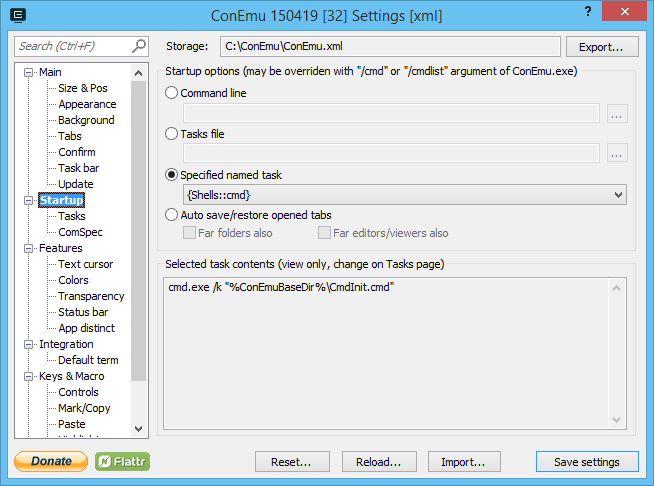 ConEmu 150419 [32] Settings [xml]
?
Search (Ctrl+F)
Storage:
C:\ConEmu\ConEmu.xml
Export...
Main
Size & Pos
Appearance
Background
Tabs
Confirm
Task bar
Update
Startup
Tasks
ComSpec
Features
Text cursor
Colors
Transparency
Status bar
App distinct
Integration
Default term
Keys & Macro
Controls
Mark/Copy
Paste
Startup options (may be overriden with "/cmd" or "/cmdlist" argument of ConEmu.exe)
Command line
...
Tasks file
...
Specified named task
{Shells::cmd}
Auto save/restore opened tabs
Far folders also
Far editors/viewers also
Selected task contents (view only, change on Tasks page)
cmd.exe /k "%ConEmuBaseDir%\CmdInit.cmd"
Donate
Flattr
Reset...
Reload...
Import...
Save settings